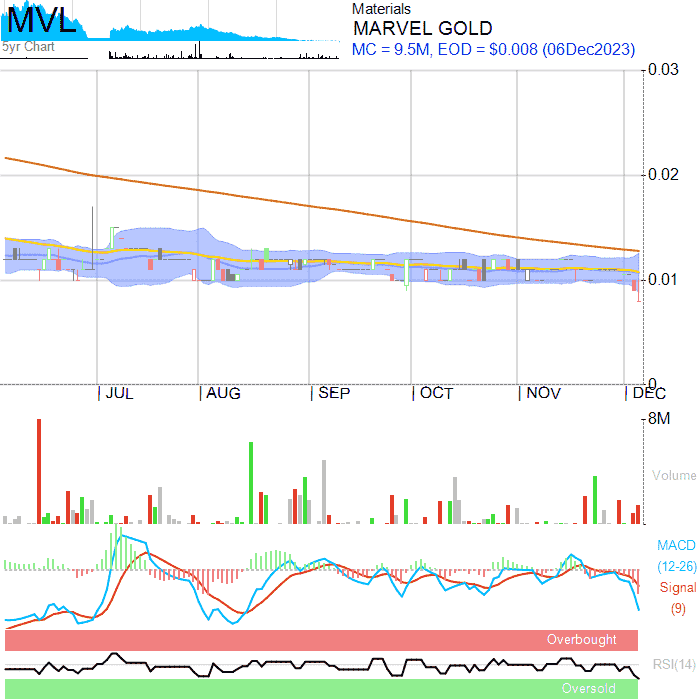 MVL
5yr Chart
Materials
MARVEL GOLD
MC = 9.5M, EOD = $0.008 (06Dec2023)
0.03
0.02
0.01
0
JUL AUG SEP OCT NOV DEC
8M
Volume
MACD
(12-26)
Signal
(9)
Overbought
RSI(14)
Oversold